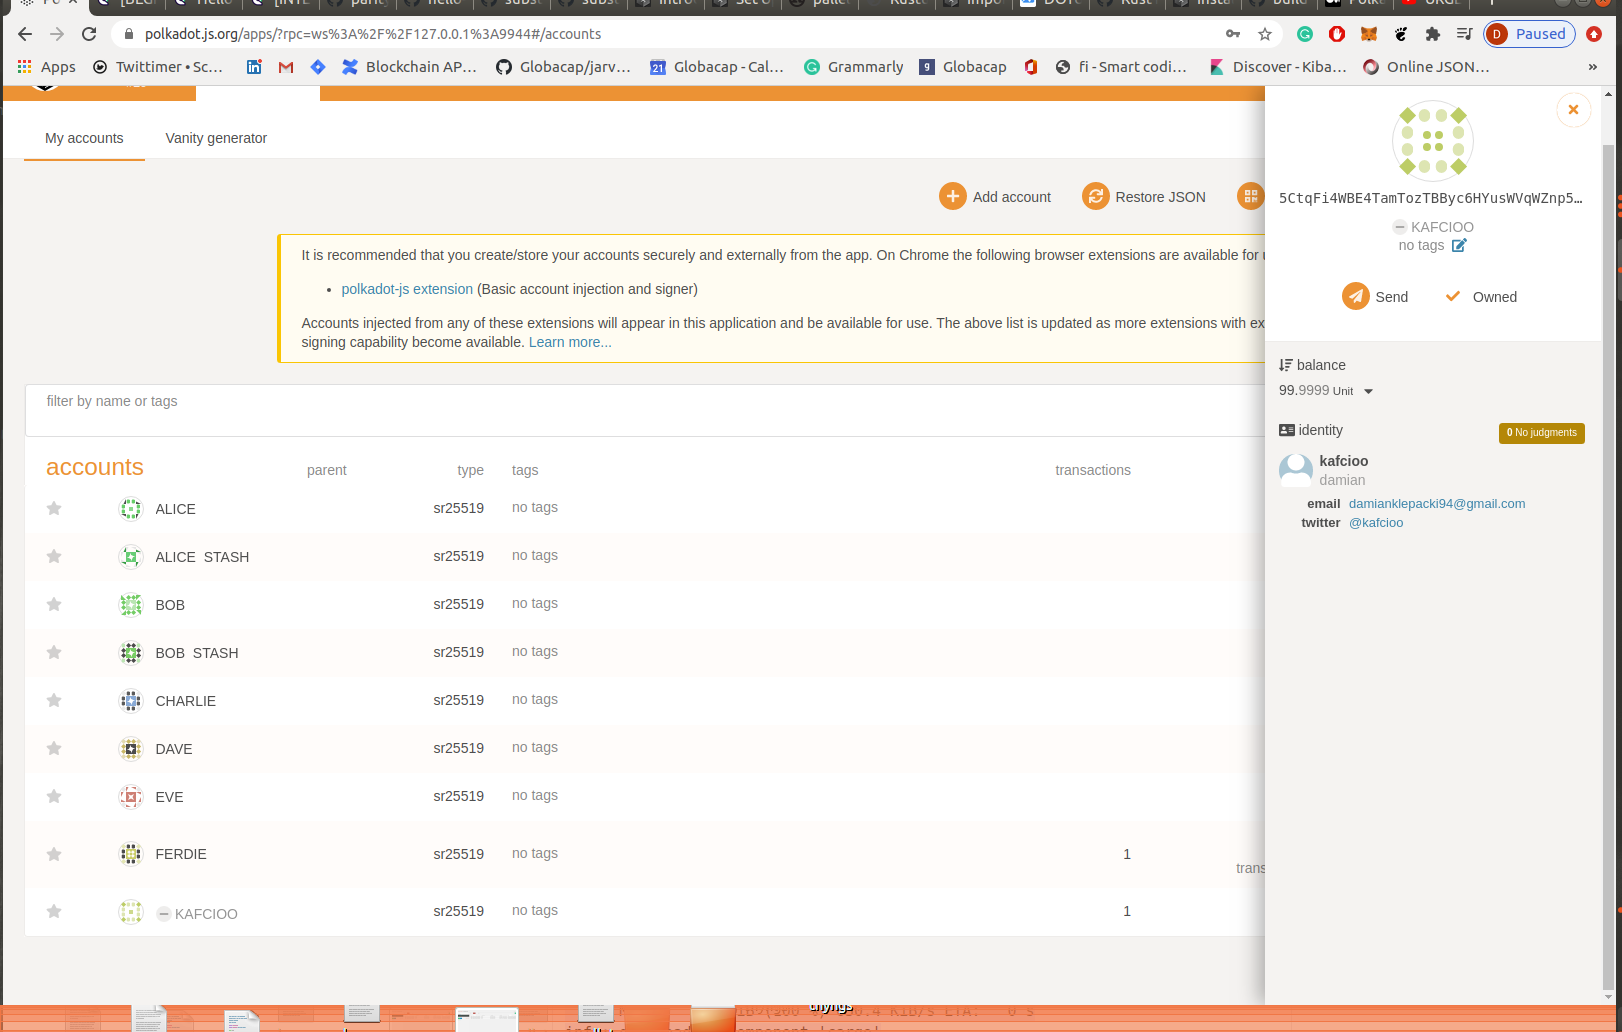 polkadot.js.org/apps/?rpc=ws%3A%2F%2F127.0.0.1%3A9944#/accounts
D Paused
Apps
Twittimer • Sc...
Blockchain AP...
Globacap/jarv...
21 Globacap - Cal...
Grammarly
9 Globacap
fi - Smart codi...
Discover - Kiba...
Online JSON...
»
My accounts
Vanity generator
Add account
Restore JSON
It is recommended that you create/store your accounts securely and externally from the app. On Chrome the following browser extensions are available for
• polkadot-js extension (Basic account injection and signer)
Accounts injected from any of these extensions will appear in this application and be available for use. The above list is updated as more extensions with
signing capability become available. Learn more...
filter by name or tags
accounts parent type tags transactions
ALICE sr25519 no tags
ALICE STASH sr25519 no tags
BOB sr25519 no tags
BOB STASH sr25519 no tags
CHARLIE sr25519 no tags
DAVE sr25519 no tags
EVE sr25519 no tags
FERDIE sr25519 no tags 1
KAFCIOO sr25519 no tags 1
5CtqFi4WBE4TamTozTBByc6HYusWVqWZnp5…
KAFCIOO
no tags
Send
Owned
balance
99.9999 Unit
identity
0 No judgments
kafcioo
damian
email damianklepacki94@gmail.com
twitter @kafcioo